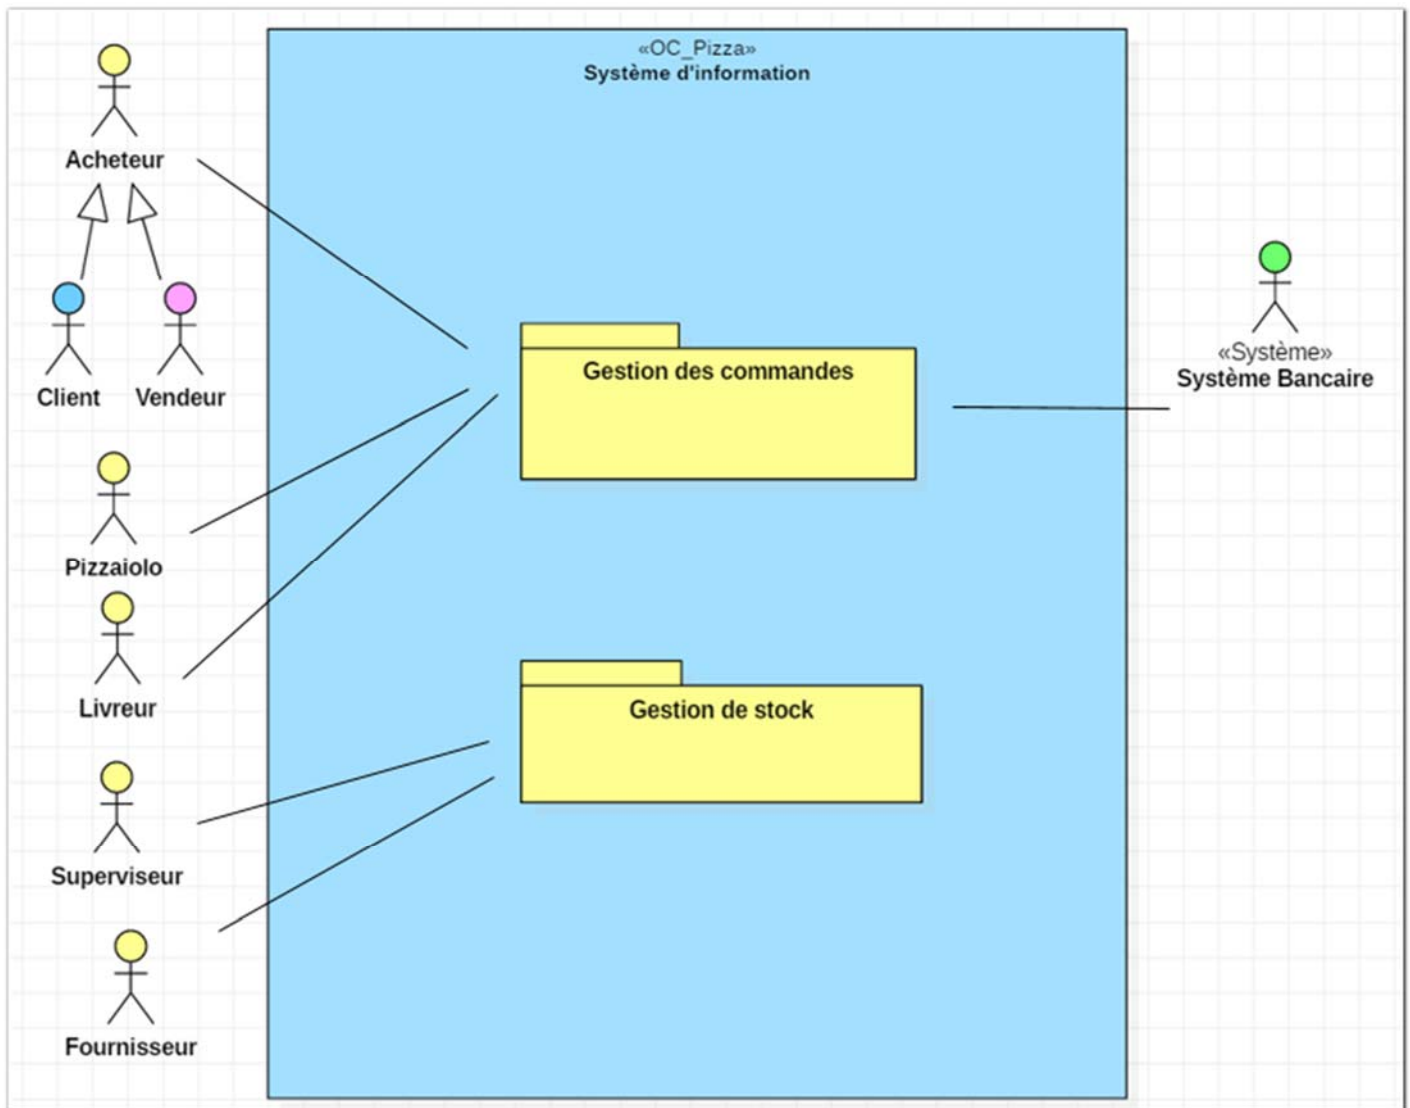 «OC_Pizza»
Système d'information
Acheteur
Client
Vendeur
Pizzaiolo
Livreur
Superviseur
Fournisseur
Gestion des commandes
Gestion de stock
«Système»
Système Bancaire